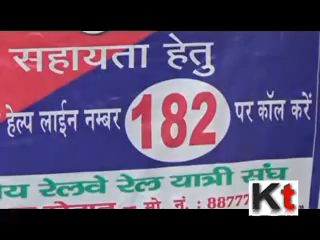 सहायता हेतु
हेल्प लाईन नम्बर 182 पर कॉल करें
रेलवे रेल यात्री संघ
मो. नं. : 88777
Kt